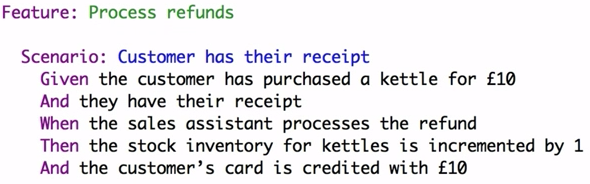 Feature: Process refunds
Scenario: Customer has their receipt
Given the customer has purchased a kettle for £10
And they have their receipt
When the sales assistant processes the refund
Then the stock inventory for kettles is incremented by 1
And the customer’s card is credited with £10